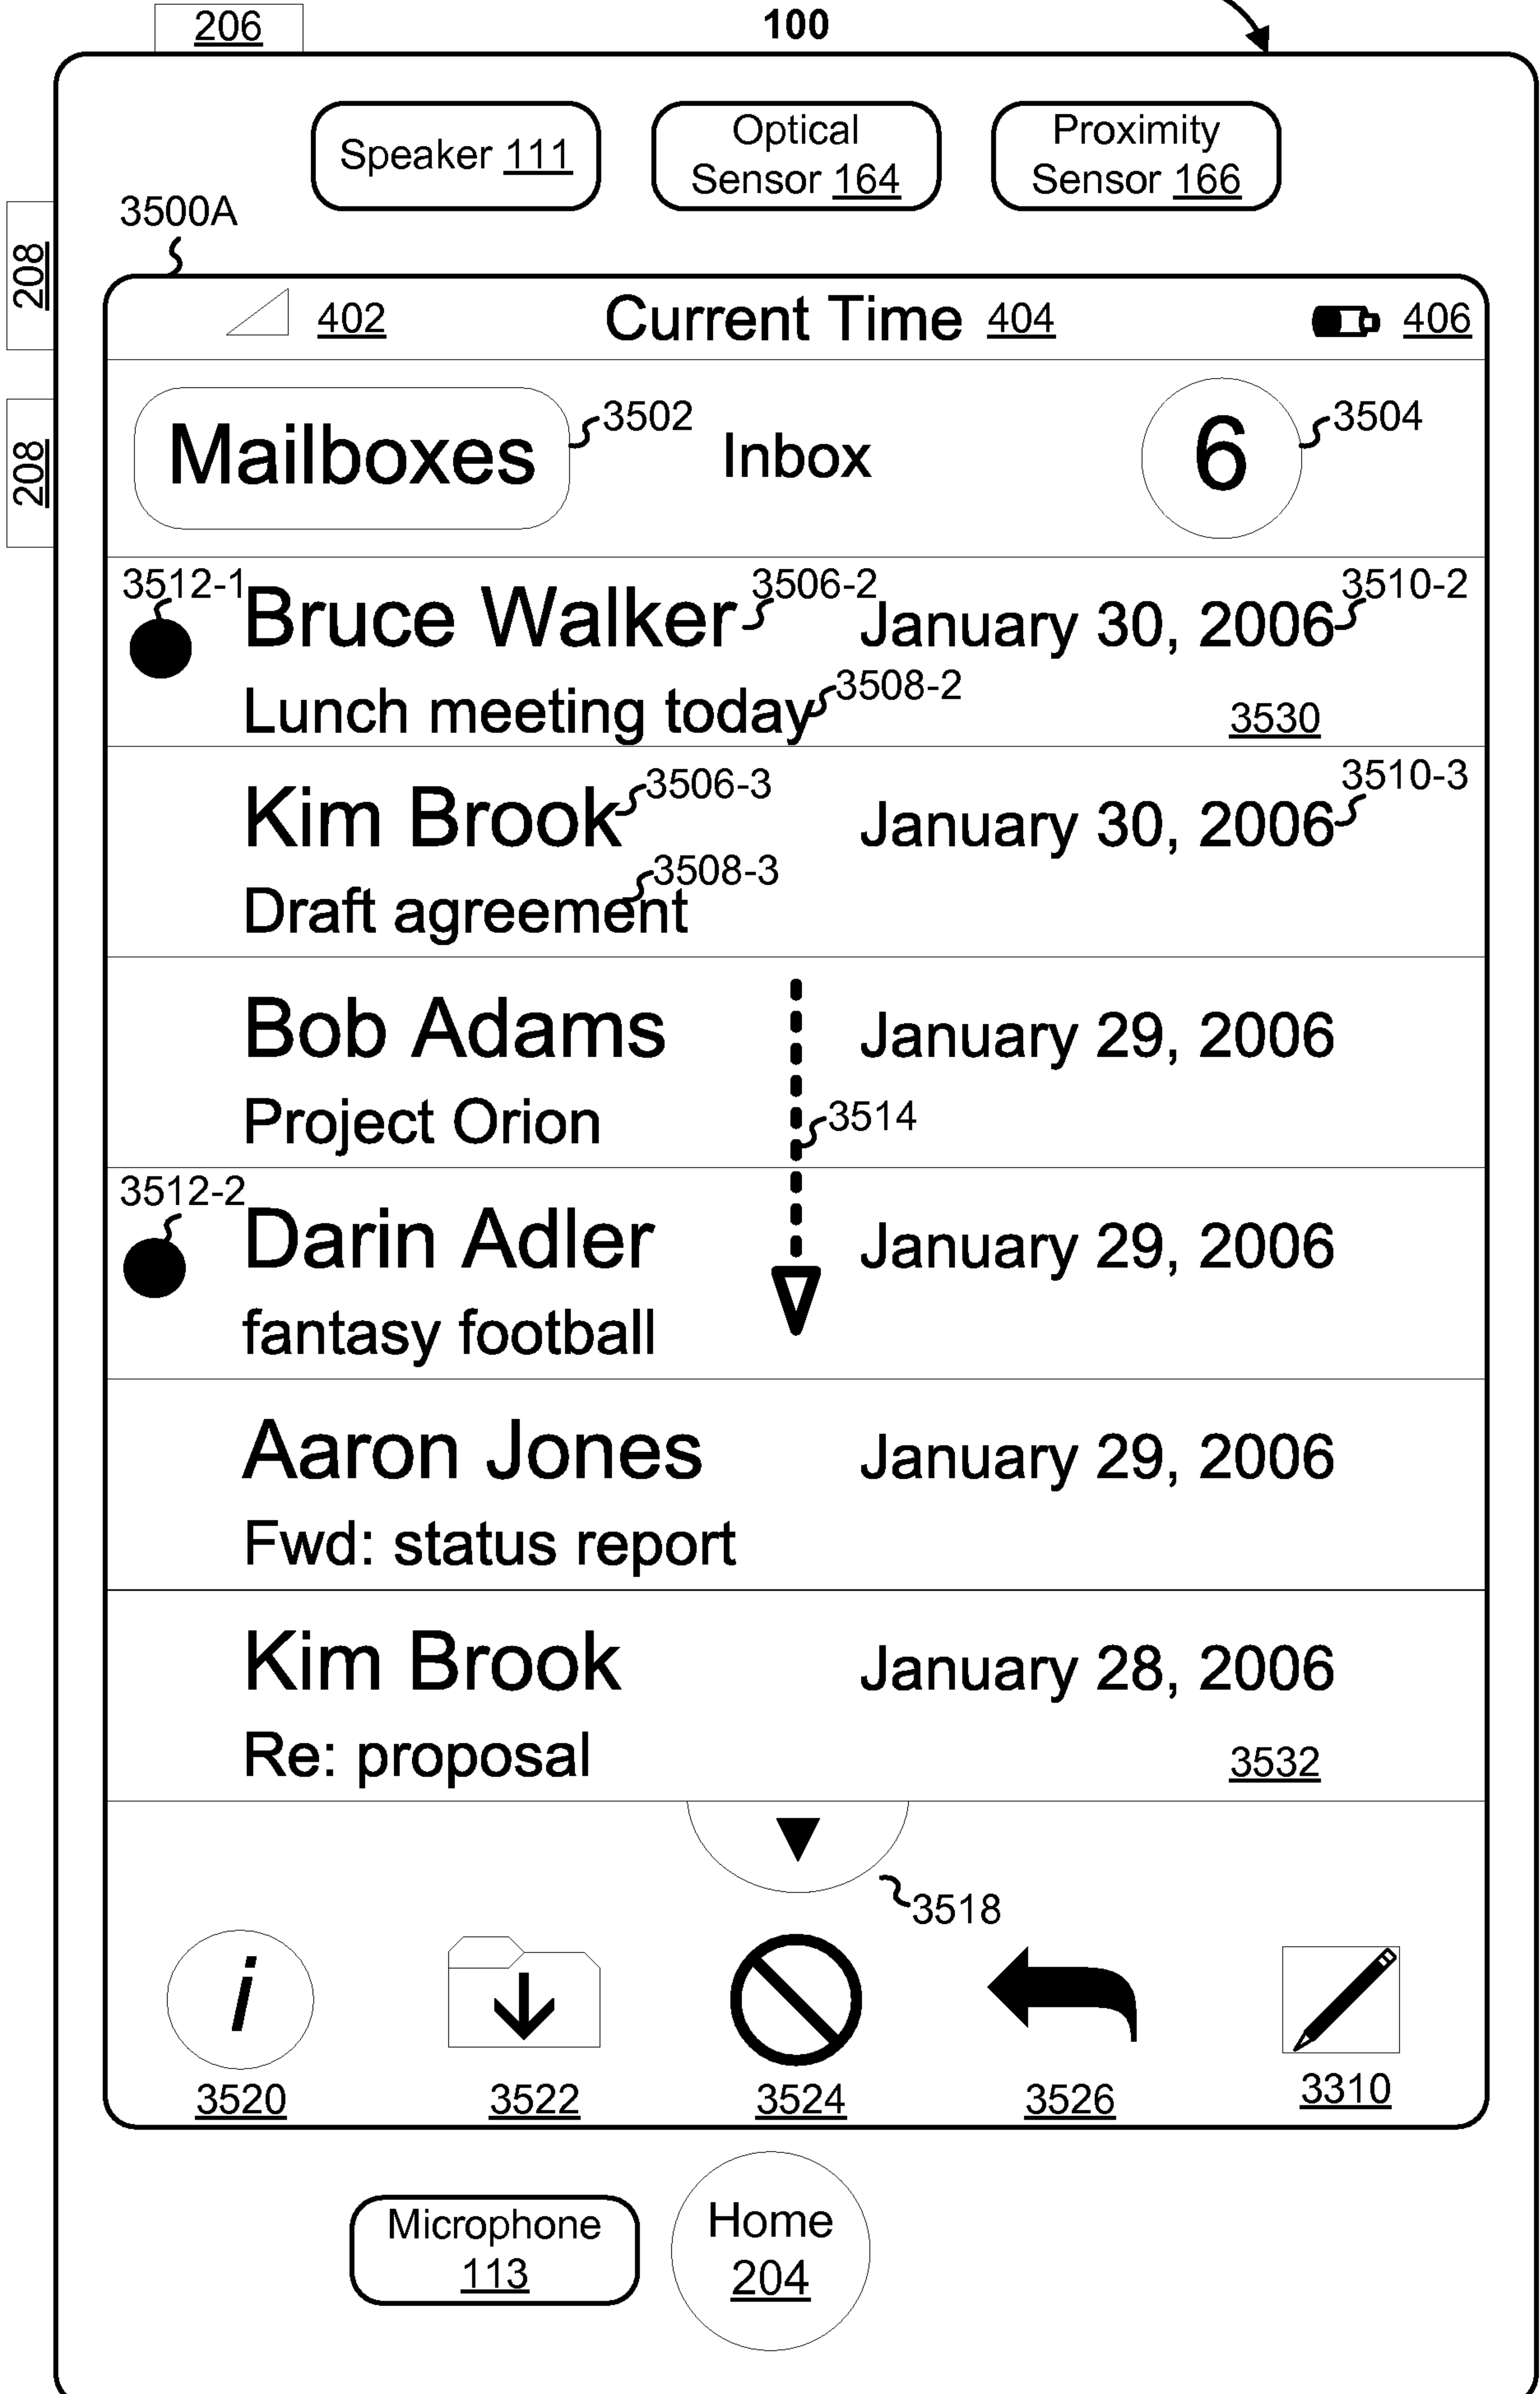 206
100
Speaker 111
Optical
Sensor 164
Proximity
Sensor 166
3500A
208
402
Current Time 404
406
208
Mailboxes
3502
Inbox
6
3504
3512-1
Bruce Walker
3506-2
January 30, 2006
3510-2
Lunch meeting today
3508-2
3530
Kim Brook
3506-3
January 30, 2006
3510-3
Draft agreement
3508-3
Bob Adams
January 29, 2006
Project Orion
3514
3512-2
Darin Adler
January 29, 2006
fantasy football
Aaron Jones
January 29, 2006
Fwd: status report
Kim Brook
January 28, 2006
Re: proposal
3532
3518
i
3520
3522
3524
3526
3310
Microphone
113
Home
204